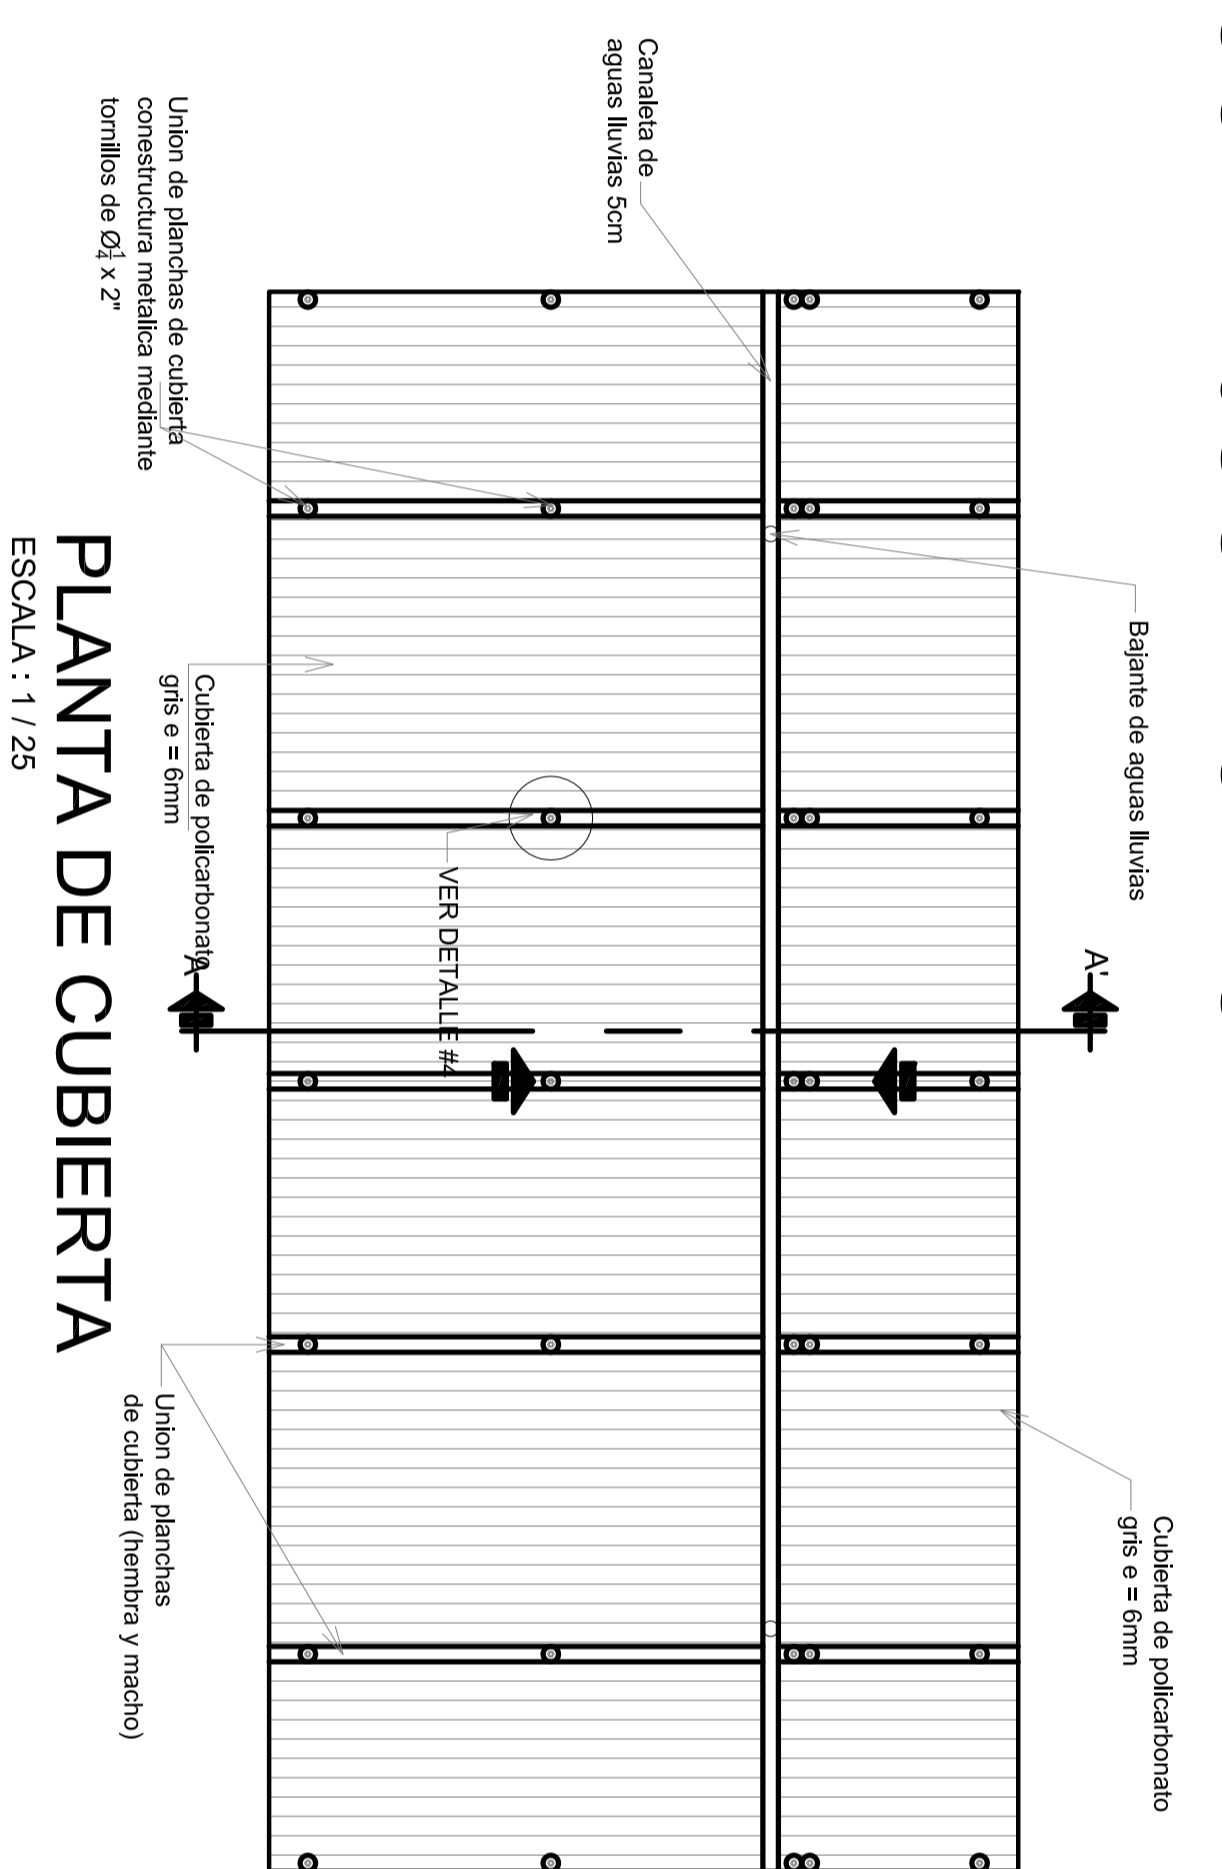 Canaleta de
aguas lluvias 5cm
Bajante de aguas lluvias
Cubierta de policarbonato
gris e = 6mm
A'
VER DETALLE #4
A
Union de planchas de cubierta
conestructura metalica mediante
tornillos de Ø1/4 x 2"
Cubierta de policarbonato
gris e = 6mm
Union de planchas
de cubierta (hembra y macho)
PLANTA DE CUBIERTA
ESCALA : 1 / 25